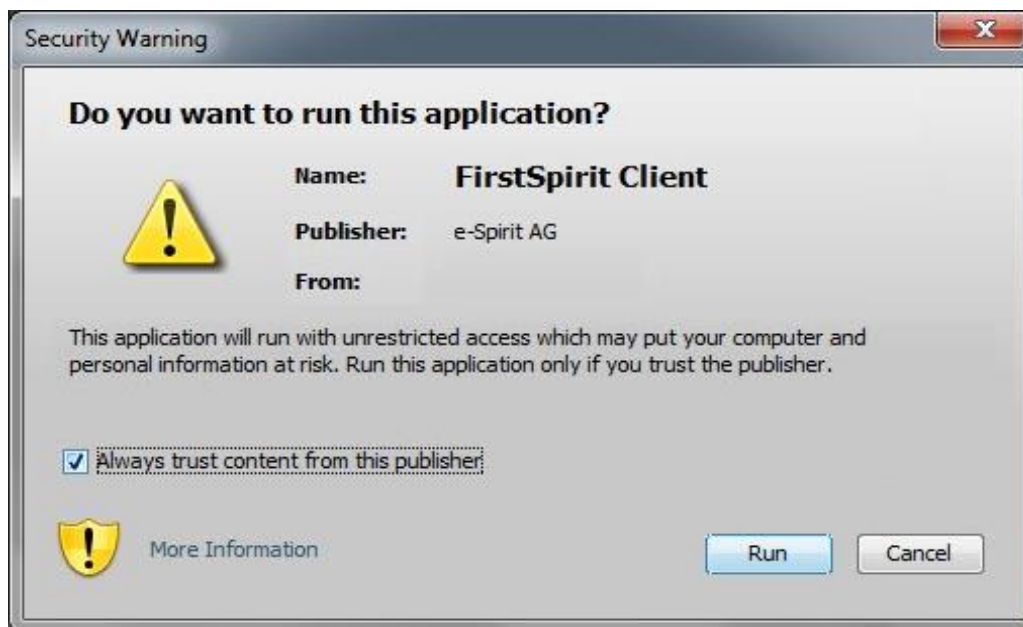 Security Warning
Do you want to run this application?
Name: FirstSpirit Client
Publisher: e-Spirit AG
From:
This application will run with unrestricted access which may put your computer and
personal information at risk. Run this application only if you trust the publisher.
Always trust content from this publisher
More Information
Run Cancel